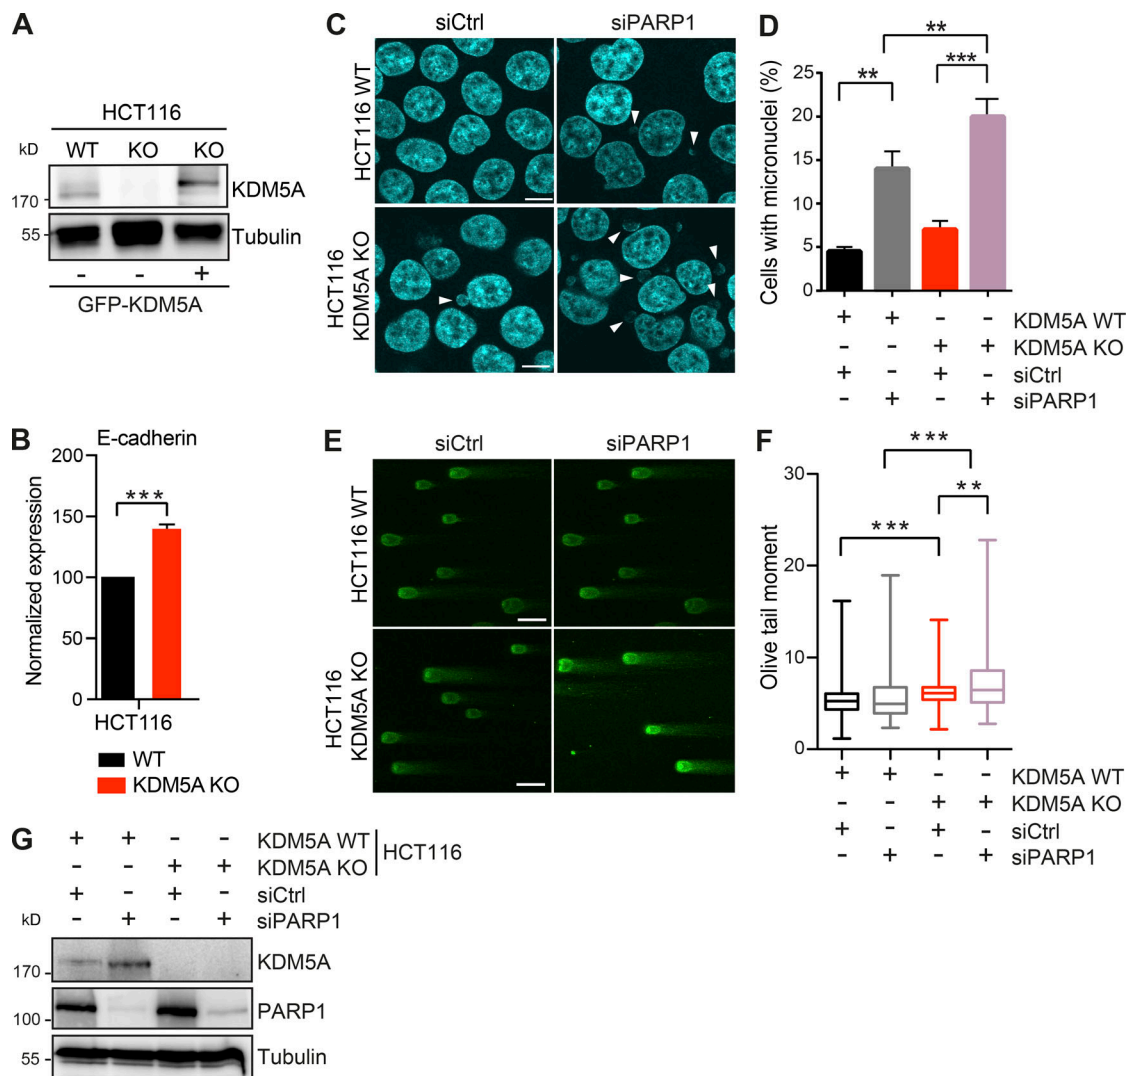 A
HCT116
kD
WT KO KO
170
KDM5A
55
Tubulin
- - +
GFP-KDM5A
B
E-cadherin
Normalized expression
200
150
100
50
0
***
HCT116
WT
KDM5A KO
C
siCtrl siPARP1
HCT116 WT
HCT116
KDM5A KO
D
Cells with micronuclei (%)
25
20
15
10
5
0
**
** ***
+ + - - KDM5A WT
- - + + KDM5A KO
+ - + - siCtrl
- + - + siPARP1
E
siCtrl siPARP1
HCT116 WT
HCT116
KDM5A KO
F
Olive tail moment
30
20
10
0
***
**
***
+ + - - KDM5A WT
- - + + KDM5A KO
+ - + - siCtrl
- + - + siPARP1
G
+ + - - KDM5A WT
- - + + KDM5A KO
HCT116
+ - + - siCtrl
- + - + siPARP1
kD
170
KDM5A
100
PARP1
55
Tubulin